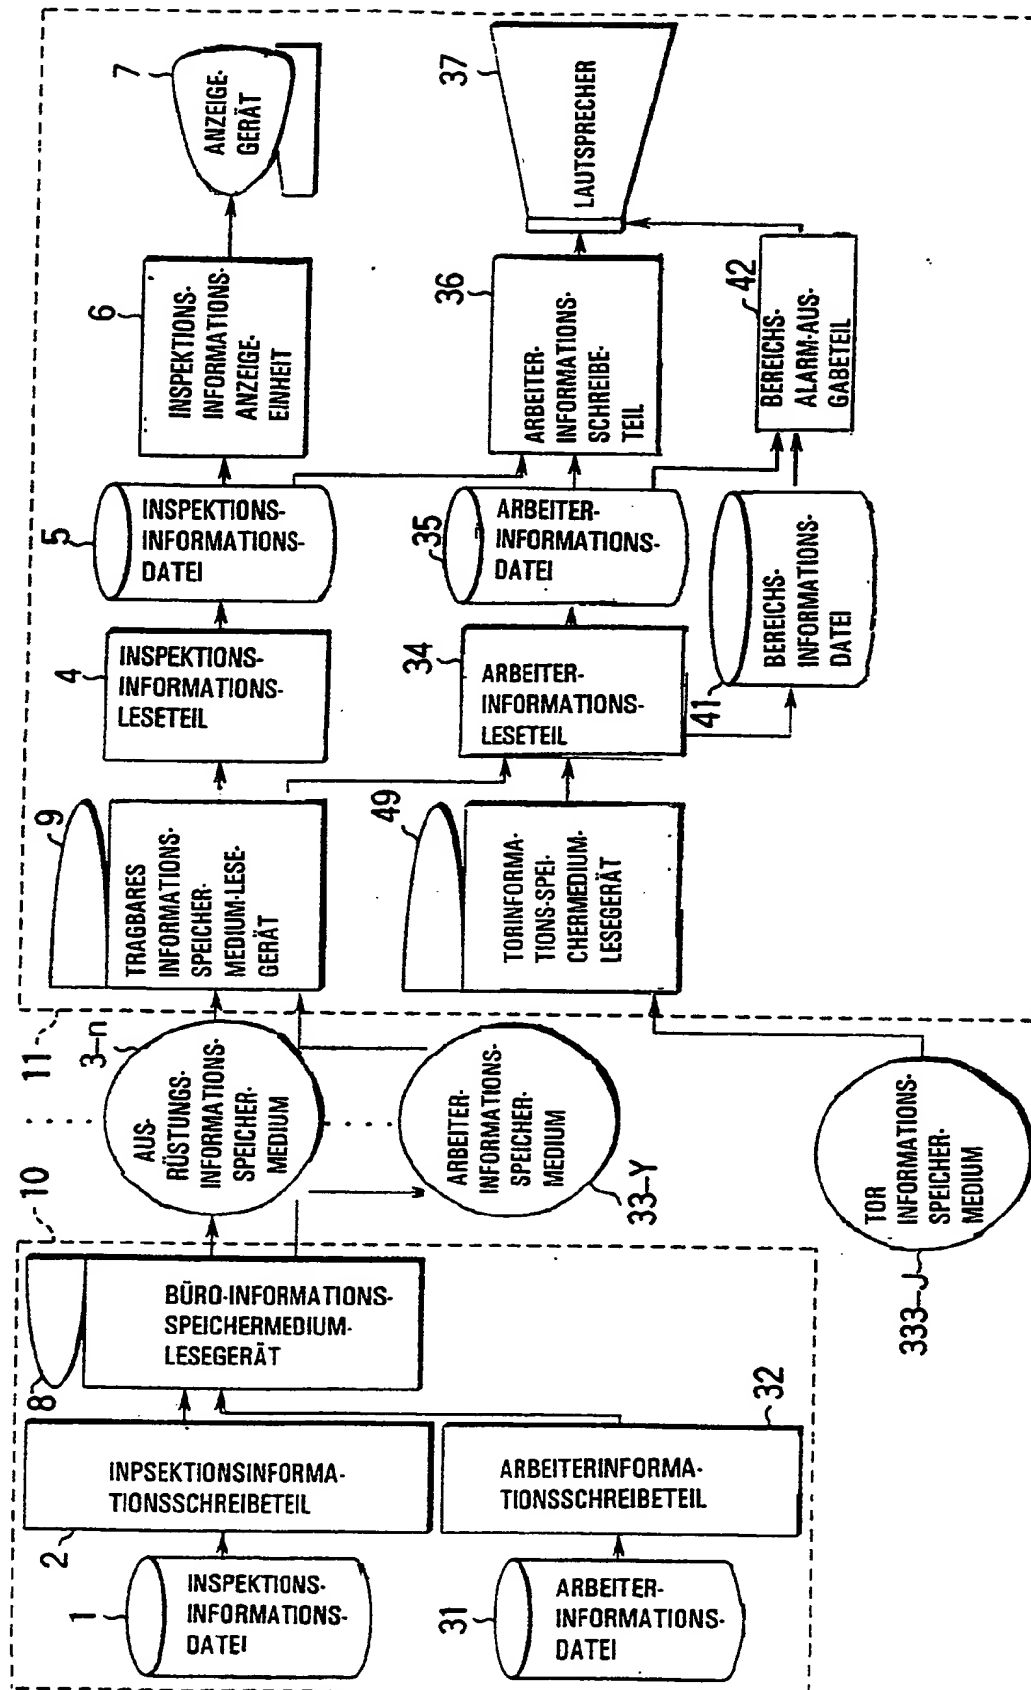 1
INSPEKTIONS-
INFORMATIONS-
DATEI
2
INPSEKTIONSINFORMA-
TIONSSCHREIBETEIL
8
BÜRO-INFORMATIONS-
SPEICHERMEDIUM-
LESEGERÄT
10
31
ARBEITER-
INFORMATIONS-
DATEI
32
ARBEITERINFORMA-
TIONSSCHREIBETEIL
3-n
AUS-
RÜSTUNGS-
INFORMATIONS-
SPEICHER-
MEDIUM
33-Y
ARBEITER-
INFORMATIONS-
SPEICHER-
MEDIUM
333-J
TOR
INFORMATIONS-
SPEICHER-
MEDIUM
11
9
TRAGBARES
INFORMATIONS-
SPEICHER-
MEDIUM-LESE-
GERÄT
4
INSPEKTIONS-
INFORMATIONS-
LESETEIL
5
INSPEKTIONS-
INFORMATIONS-
DATEI
6
INSPEKTIONS-
INFORMATIONS-
ANZEIGE-
EINHEIT
7
ANZEIGE-
GERÄT
49
TORINFORMA-
TIONS-SPEI-
CHERMEDIUM-
LESEGERÄT
34
ARBEITER-
INFORMATIONS-
LESETEIL
35
ARBEITER-
INFORMATIONS-
DATEI
36
ARBEITER-
INFORMATIONS-
SCHREIBE-
TEIL
37
LAUTSPRECHER
41
BEREICHS-
INFORMATIONS-
DATEI
42
BEREICHS-
ALARM-AUS-
GABETEIL